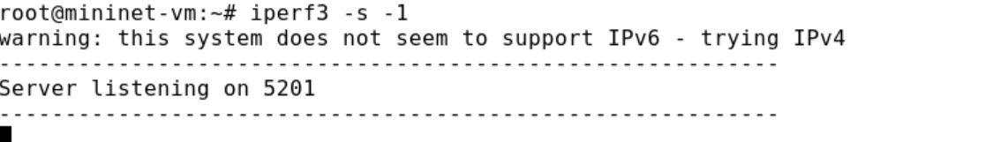 root@mininet-vm:~# iperf3 -s -1
warning: this system does not seem to support IPv6 - trying IPv4
-----------------------------------------------------------
Server listening on 5201
-----------------------------------------------------------